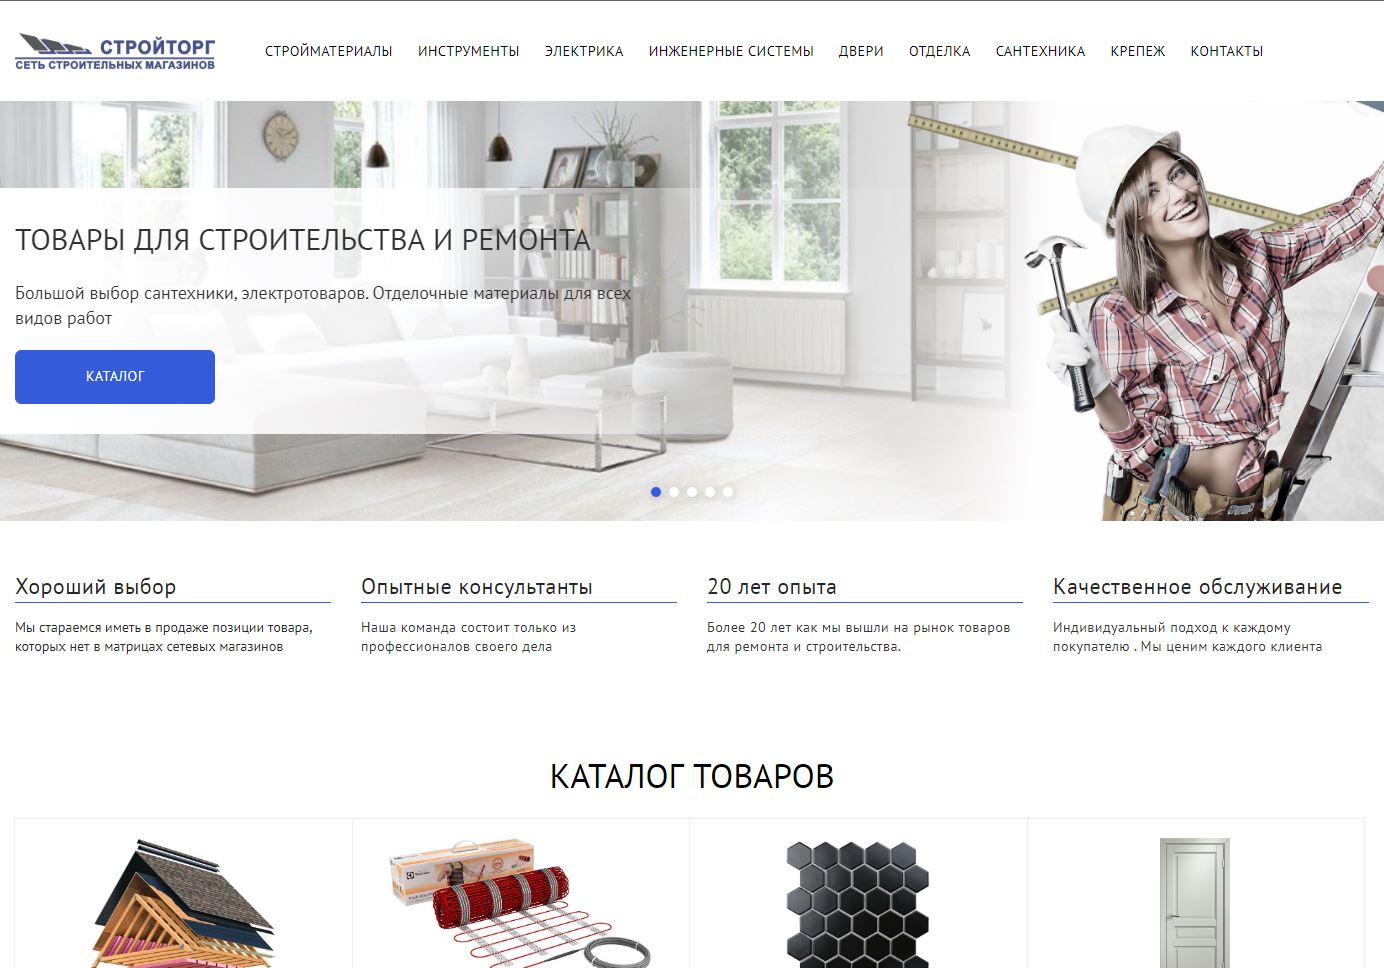 СТРОЙТОРГ
СЕТЬ СТРОИТЕЛЬНЫХ МАГАЗИНОВ
СТРОЙМАТЕРИАЛЫ ИНСТРУМЕНТЫ ЭЛЕКТРИКА ИНЖЕНЕРНЫЕ СИСТЕМЫ ДВЕРИ ОТДЕЛКА САНТЕХНИКА КРЕПЕЖ КОНТАКТЫ
ТОВАРЫ ДЛЯ СТРОИТЕЛЬСТВА И РЕМОНТА
Большой выбор сантехники, электротоваров. Отделочные материалы для всех
видов работ
КАТАЛОГ
Хороший выбор
Мы стараемся иметь в продаже позиции товара,
которых нет в матрицах сетевых магазинов
Опытные консультанты
Наша команда состоит только из
профессионалов своего дела
20 лет опыта
Более 20 лет как мы вышли на рынок товаров
для ремонта и строительства.
Качественное обслуживание
Индивидуальный подход к каждому
покупателю . Мы ценим каждого клиента
КАТАЛОГ ТОВАРОВ